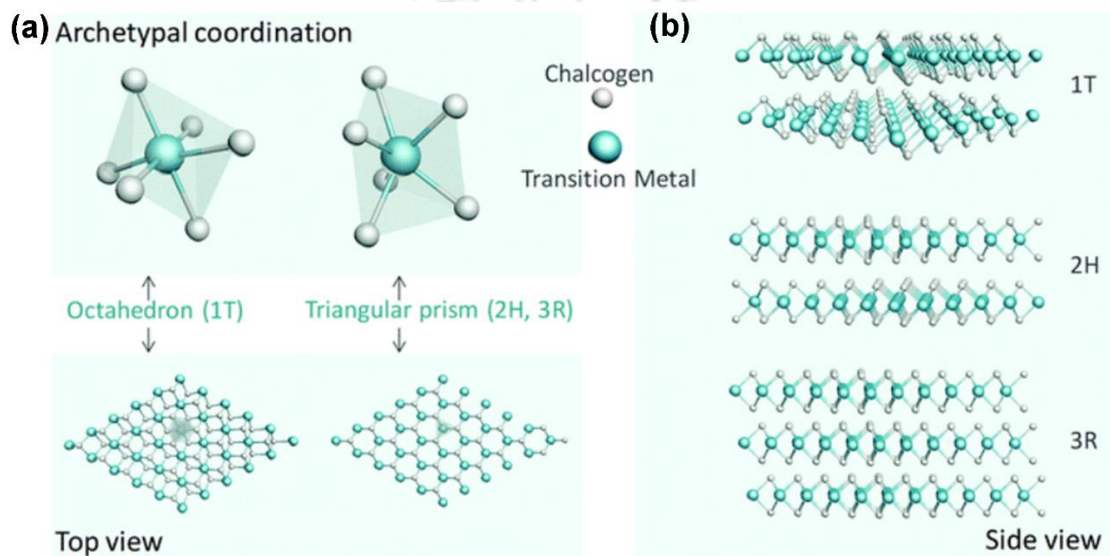 (a) Archetypal coordination
Octahedron (1T)
Triangular prism (2H, 3R)
Top view
Chalcogen
Transition Metal
(b)
1T
2H
3R
Side view